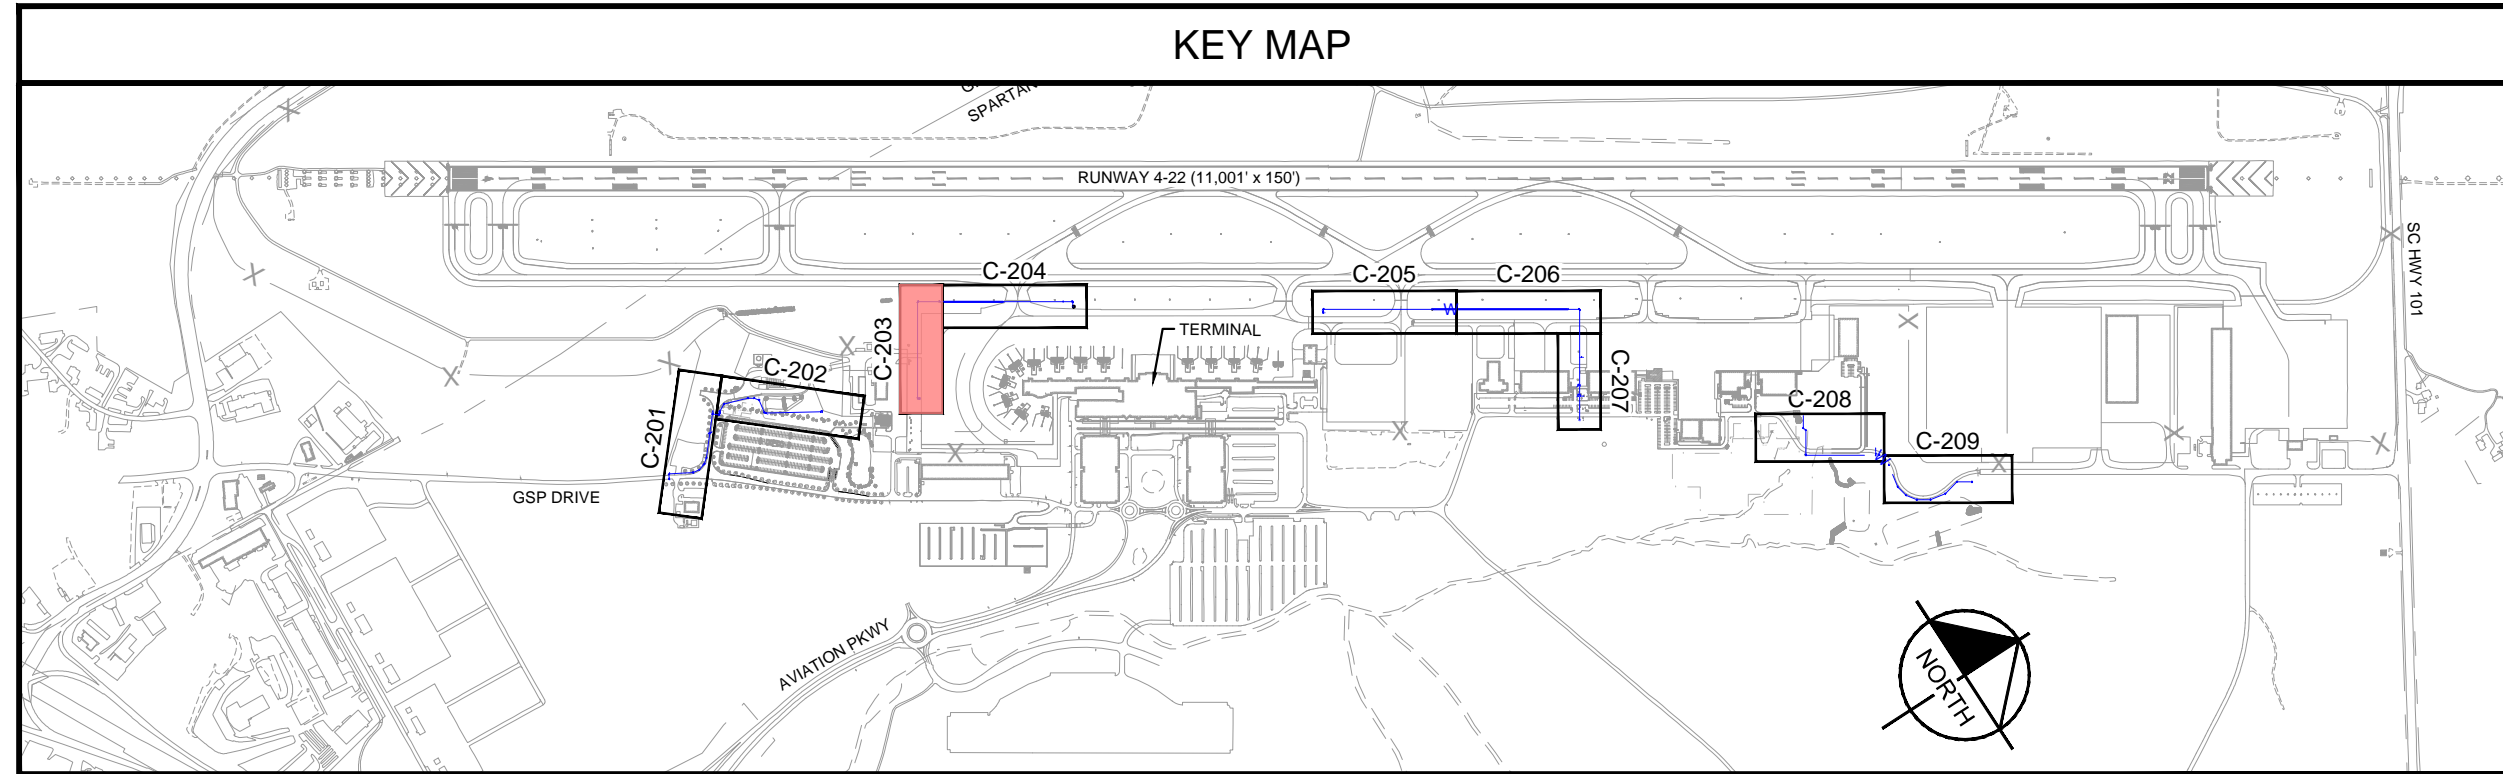 KEY MAP
SPARTAN
RUNWAY 4-22 (11,001' x 150')
SC HWY 101
C-204
C-205
C-206
C-203
TERMINAL
W
C-202
C-207
C-201
C-208
C-209
GSP DRIVE
AVIATION PKWY
NORTH